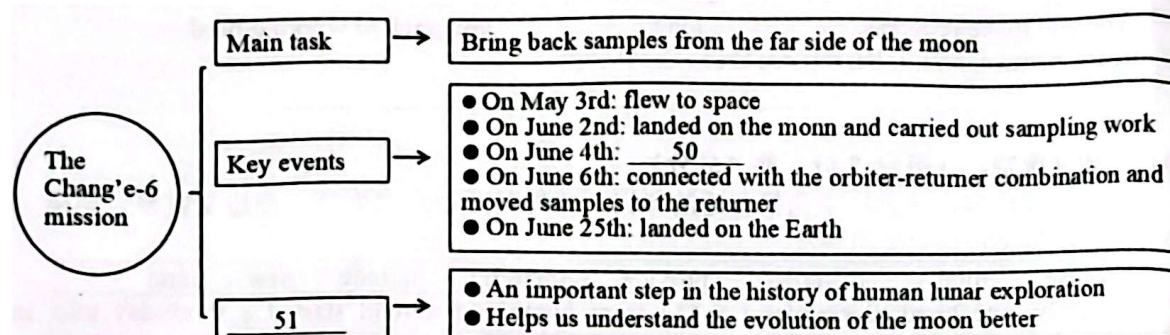 Main task
Bring back samples from the far side of the moon
The
Chang'e-6
mission
Key events
● On May 3rd: flew to space
● On June 2nd: landed on the monn and carried out sampling work
● On June 4th: 50
● On June 6th: connected with the orbiter-returner combination and
moved samples to the returner
● On June 25th: landed on the Earth
51
● An important step in the history of human lunar exploration
● Helps us understand the evolution of the moon better